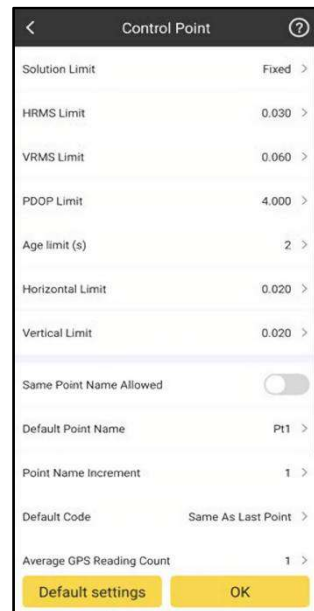 < Control Point ?
Solution Limit Fixed >
HRMS Limit 0.030 >
VRMS Limit 0.060 >
PDOP Limit 4.000 >
Age limit (s) 2 >
Horizontal Limit 0.020 >
Vertical Limit 0.020 >
Same Point Name Allowed
Default Point Name Pt1 >
Point Name Increment 1 >
Default Code Same As Last Point >
Average GPS Reading Count 1 >
Default settings OK